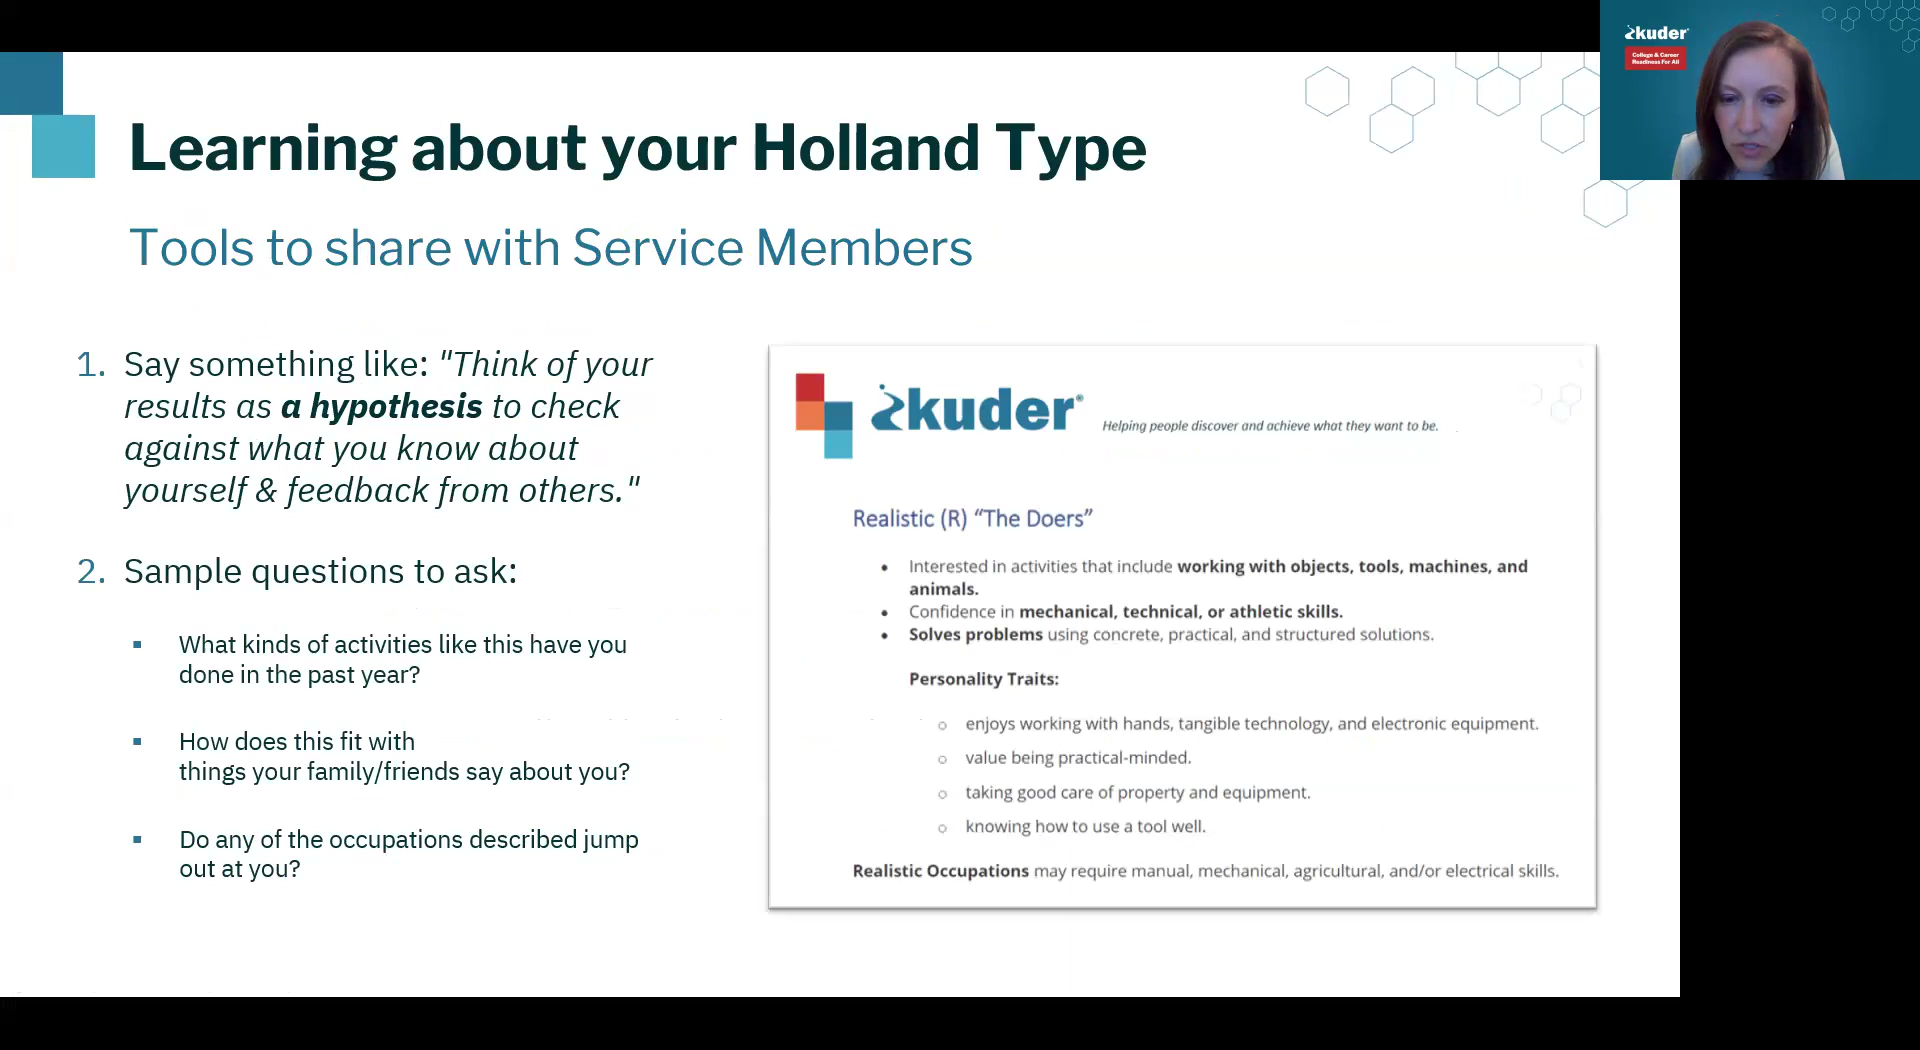 kuder
College & Career
Readiness For All
Learning about your Holland Type
Tools to share with Service Members
1. Say something like: "Think of your
results as a hypothesis to check
against what you know about
yourself & feedback from others."
2. Sample questions to ask:
▪ What kinds of activities like this have you
done in the past year?
▪ How does this fit with
things your family/friends say about you?
▪ Do any of the occupations described jump
out at you?
kuder®
Helping people discover and achieve what they want to be.
Realistic (R) “The Doers”
• Interested in activities that include working with objects, tools, machines, and
animals.
• Confidence in mechanical, technical, or athletic skills.
• Solves problems using concrete, practical, and structured solutions.
Personality Traits:
○ enjoys working with hands, tangible technology, and electronic equipment.
○ value being practical-minded.
○ taking good care of property and equipment.
○ knowing how to use a tool well.
Realistic Occupations may require manual, mechanical, agricultural, and/or electrical skills.